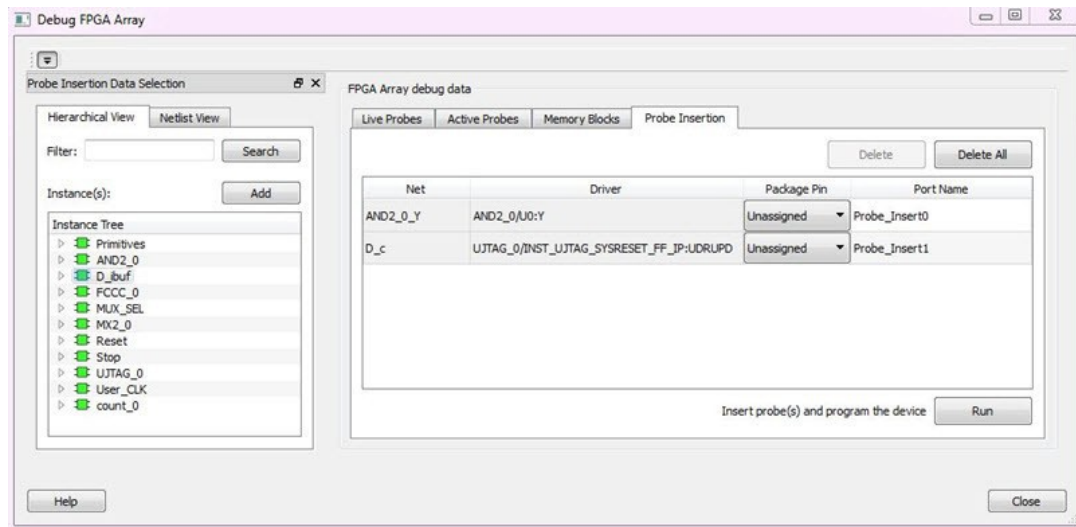 Debug FPGA Array
Probe Insertion Data Selection
Hierarchical View Netlist View
Filter: Search
Instance(s): Add
Instance Tree
Primitives
AND2_0
D_ibuf
FCCC_0
MUX_SEL
MX2_0
Reset
Stop
UJTAG_0
User_CLK
count_0
FPGA Array debug data
Live Probes Active Probes Memory Blocks Probe Insertion
Delete Delete All
Net Driver Package Pin Port Name
AND2_0_Y AND2_0/U0:Y Unassigned Probe_Insert0
D_c UJTAG_0/INST_UJTAG_SYSRESET_FF_IP:UDRUPD Unassigned Probe_Insert1
Insert probe(s) and program the device Run
Help Close